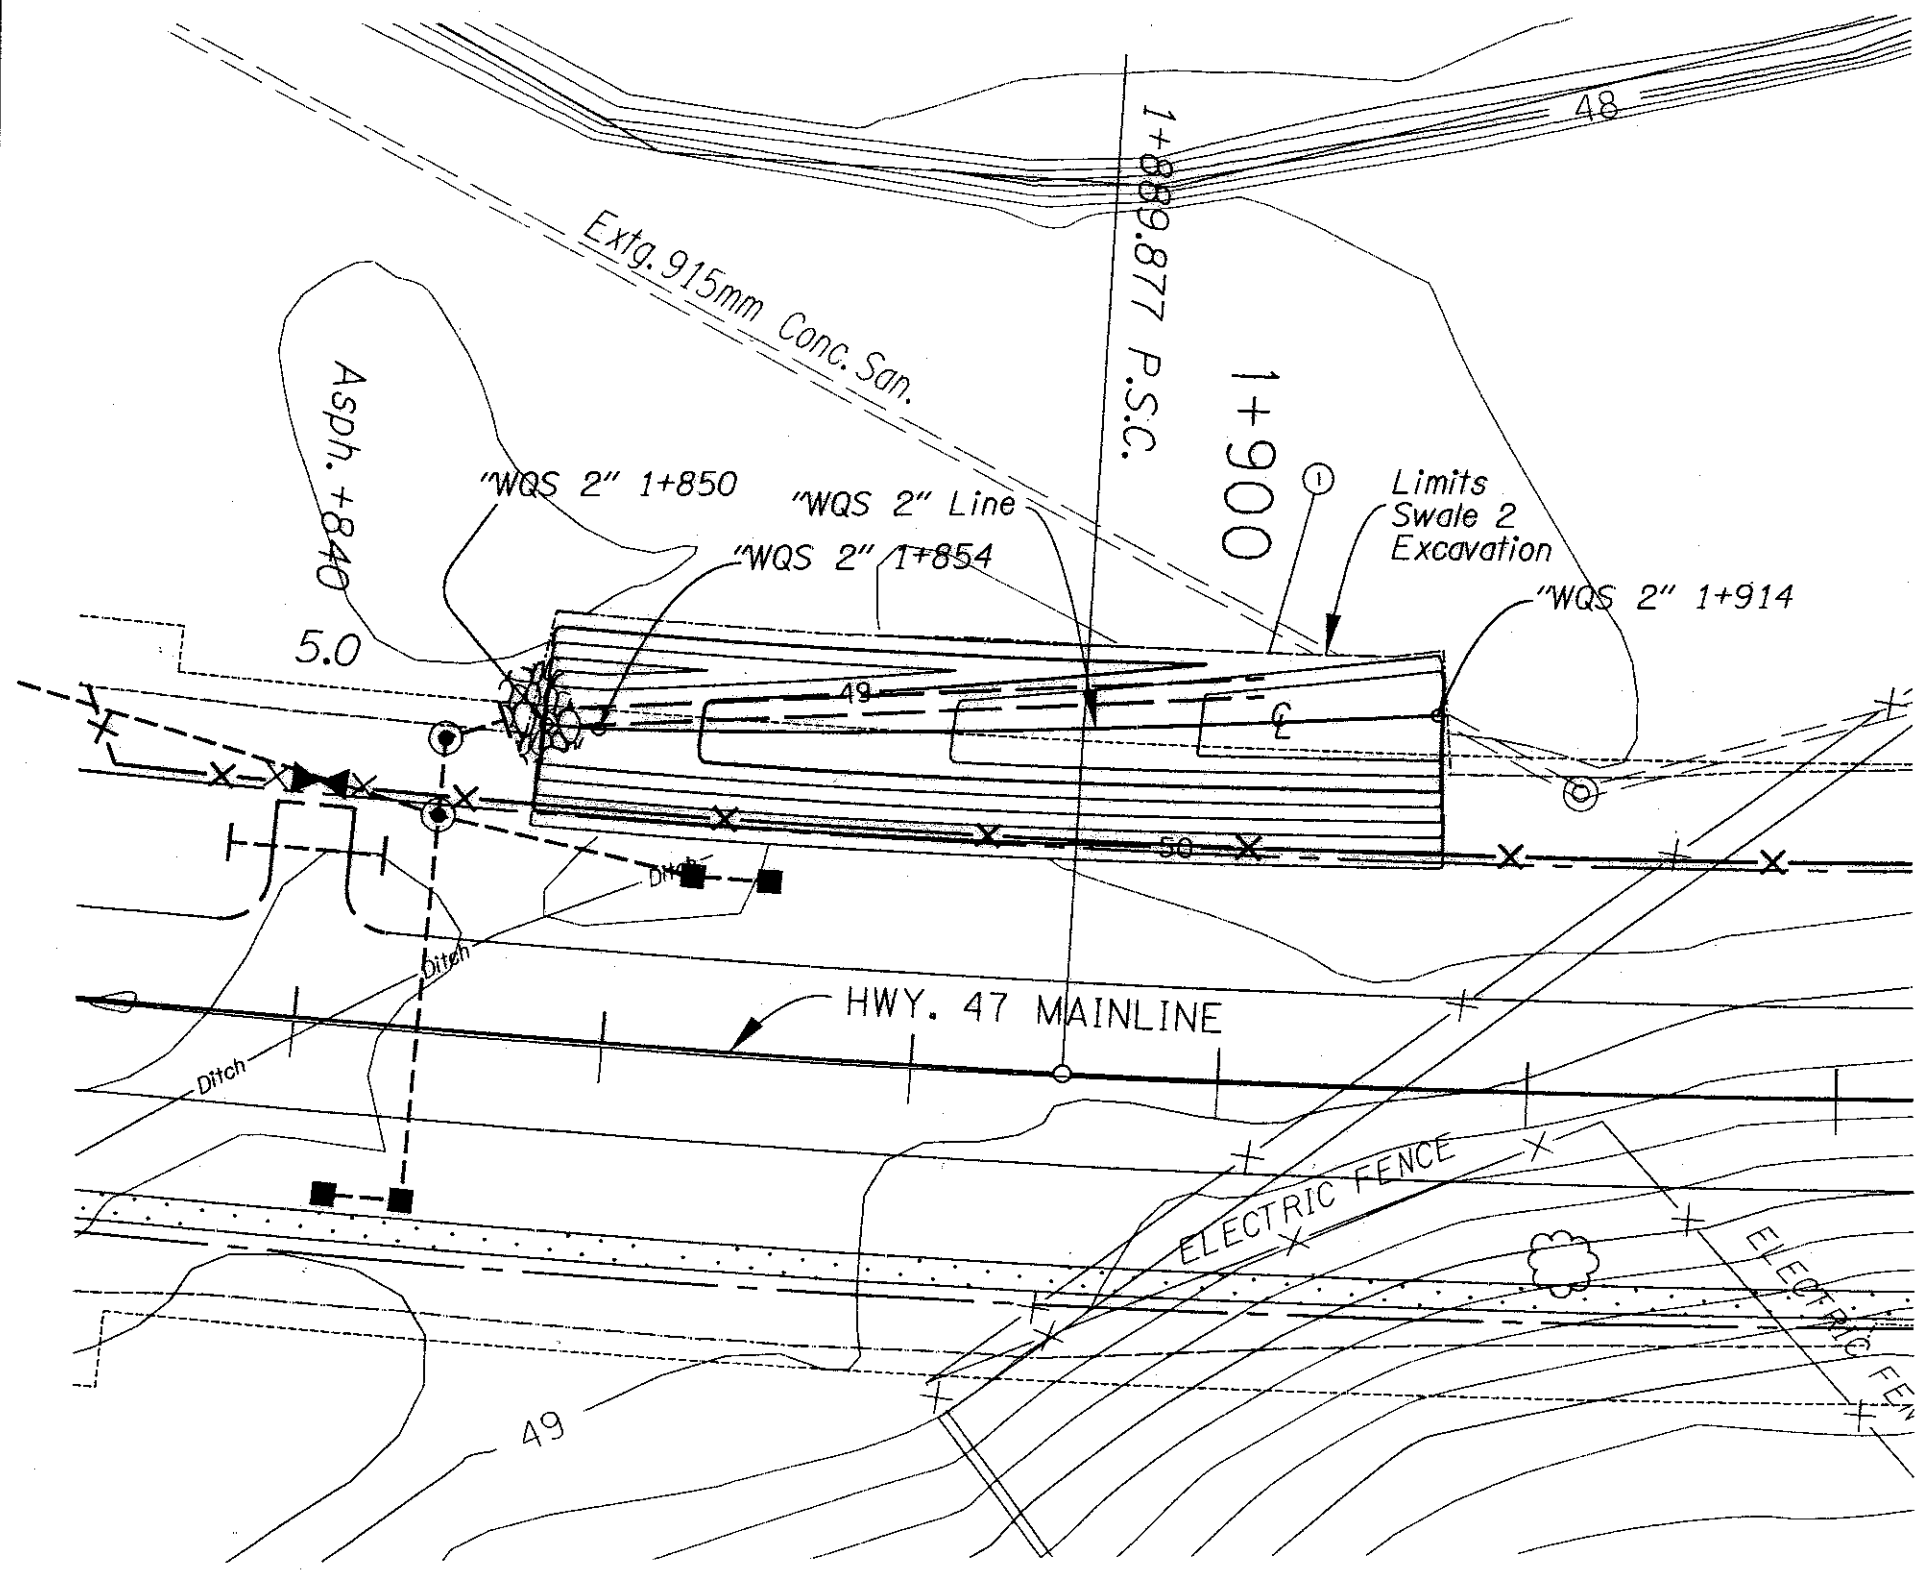 48
1+889.877 P.S.C.
Extg. 915mm Conc. San.
Asph. +840
1+900
1
"WQS 2" 1+850
"WQS 2" Line
Limits
Swale 2
Excavation
"WQS 2" 1+854
"WQS 2" 1+914
5.0
49
CL
50
Ditch
Ditch
HWY. 47 MAINLINE
Ditch
ELECTRIC FENCE
ELECTRIC FEN
49